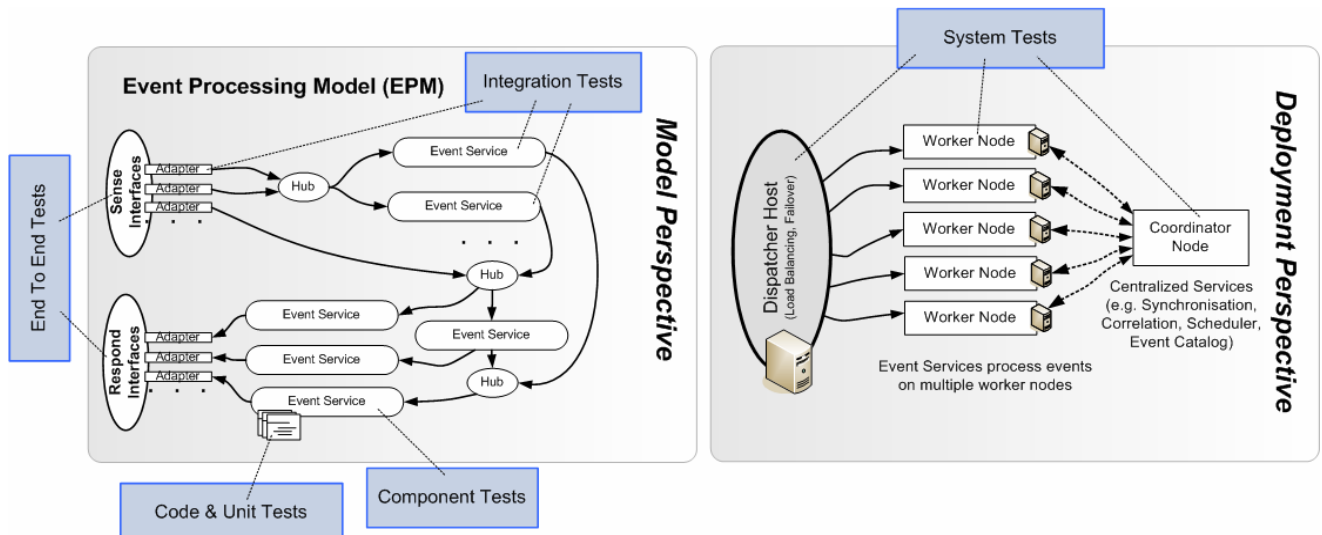 System Tests
Event Processing Model (EPM)
Integration Tests
Model Perspective
End To End Tests
Sense
Interfaces
Adapter
Adapter
Adapter
. . .
Hub
Event Service
Event Service
. . .
Hub
Event Service
Event Service
Event Service
Hub
Event Service
Respond
Interfaces
Adapter
Adapter
Adapter
. . .
Code & Unit Tests
Component Tests
Deployment Perspective
Dispatcher Host
(Load Balancing, Failover)
Worker Node
Worker Node
Worker Node
Worker Node
Worker Node
Coordinator
Node
Centralized Services
(e.g. Synchronisation,
Correlation, Scheduler,
Event Catalog)
Event Services process events
on multiple worker nodes